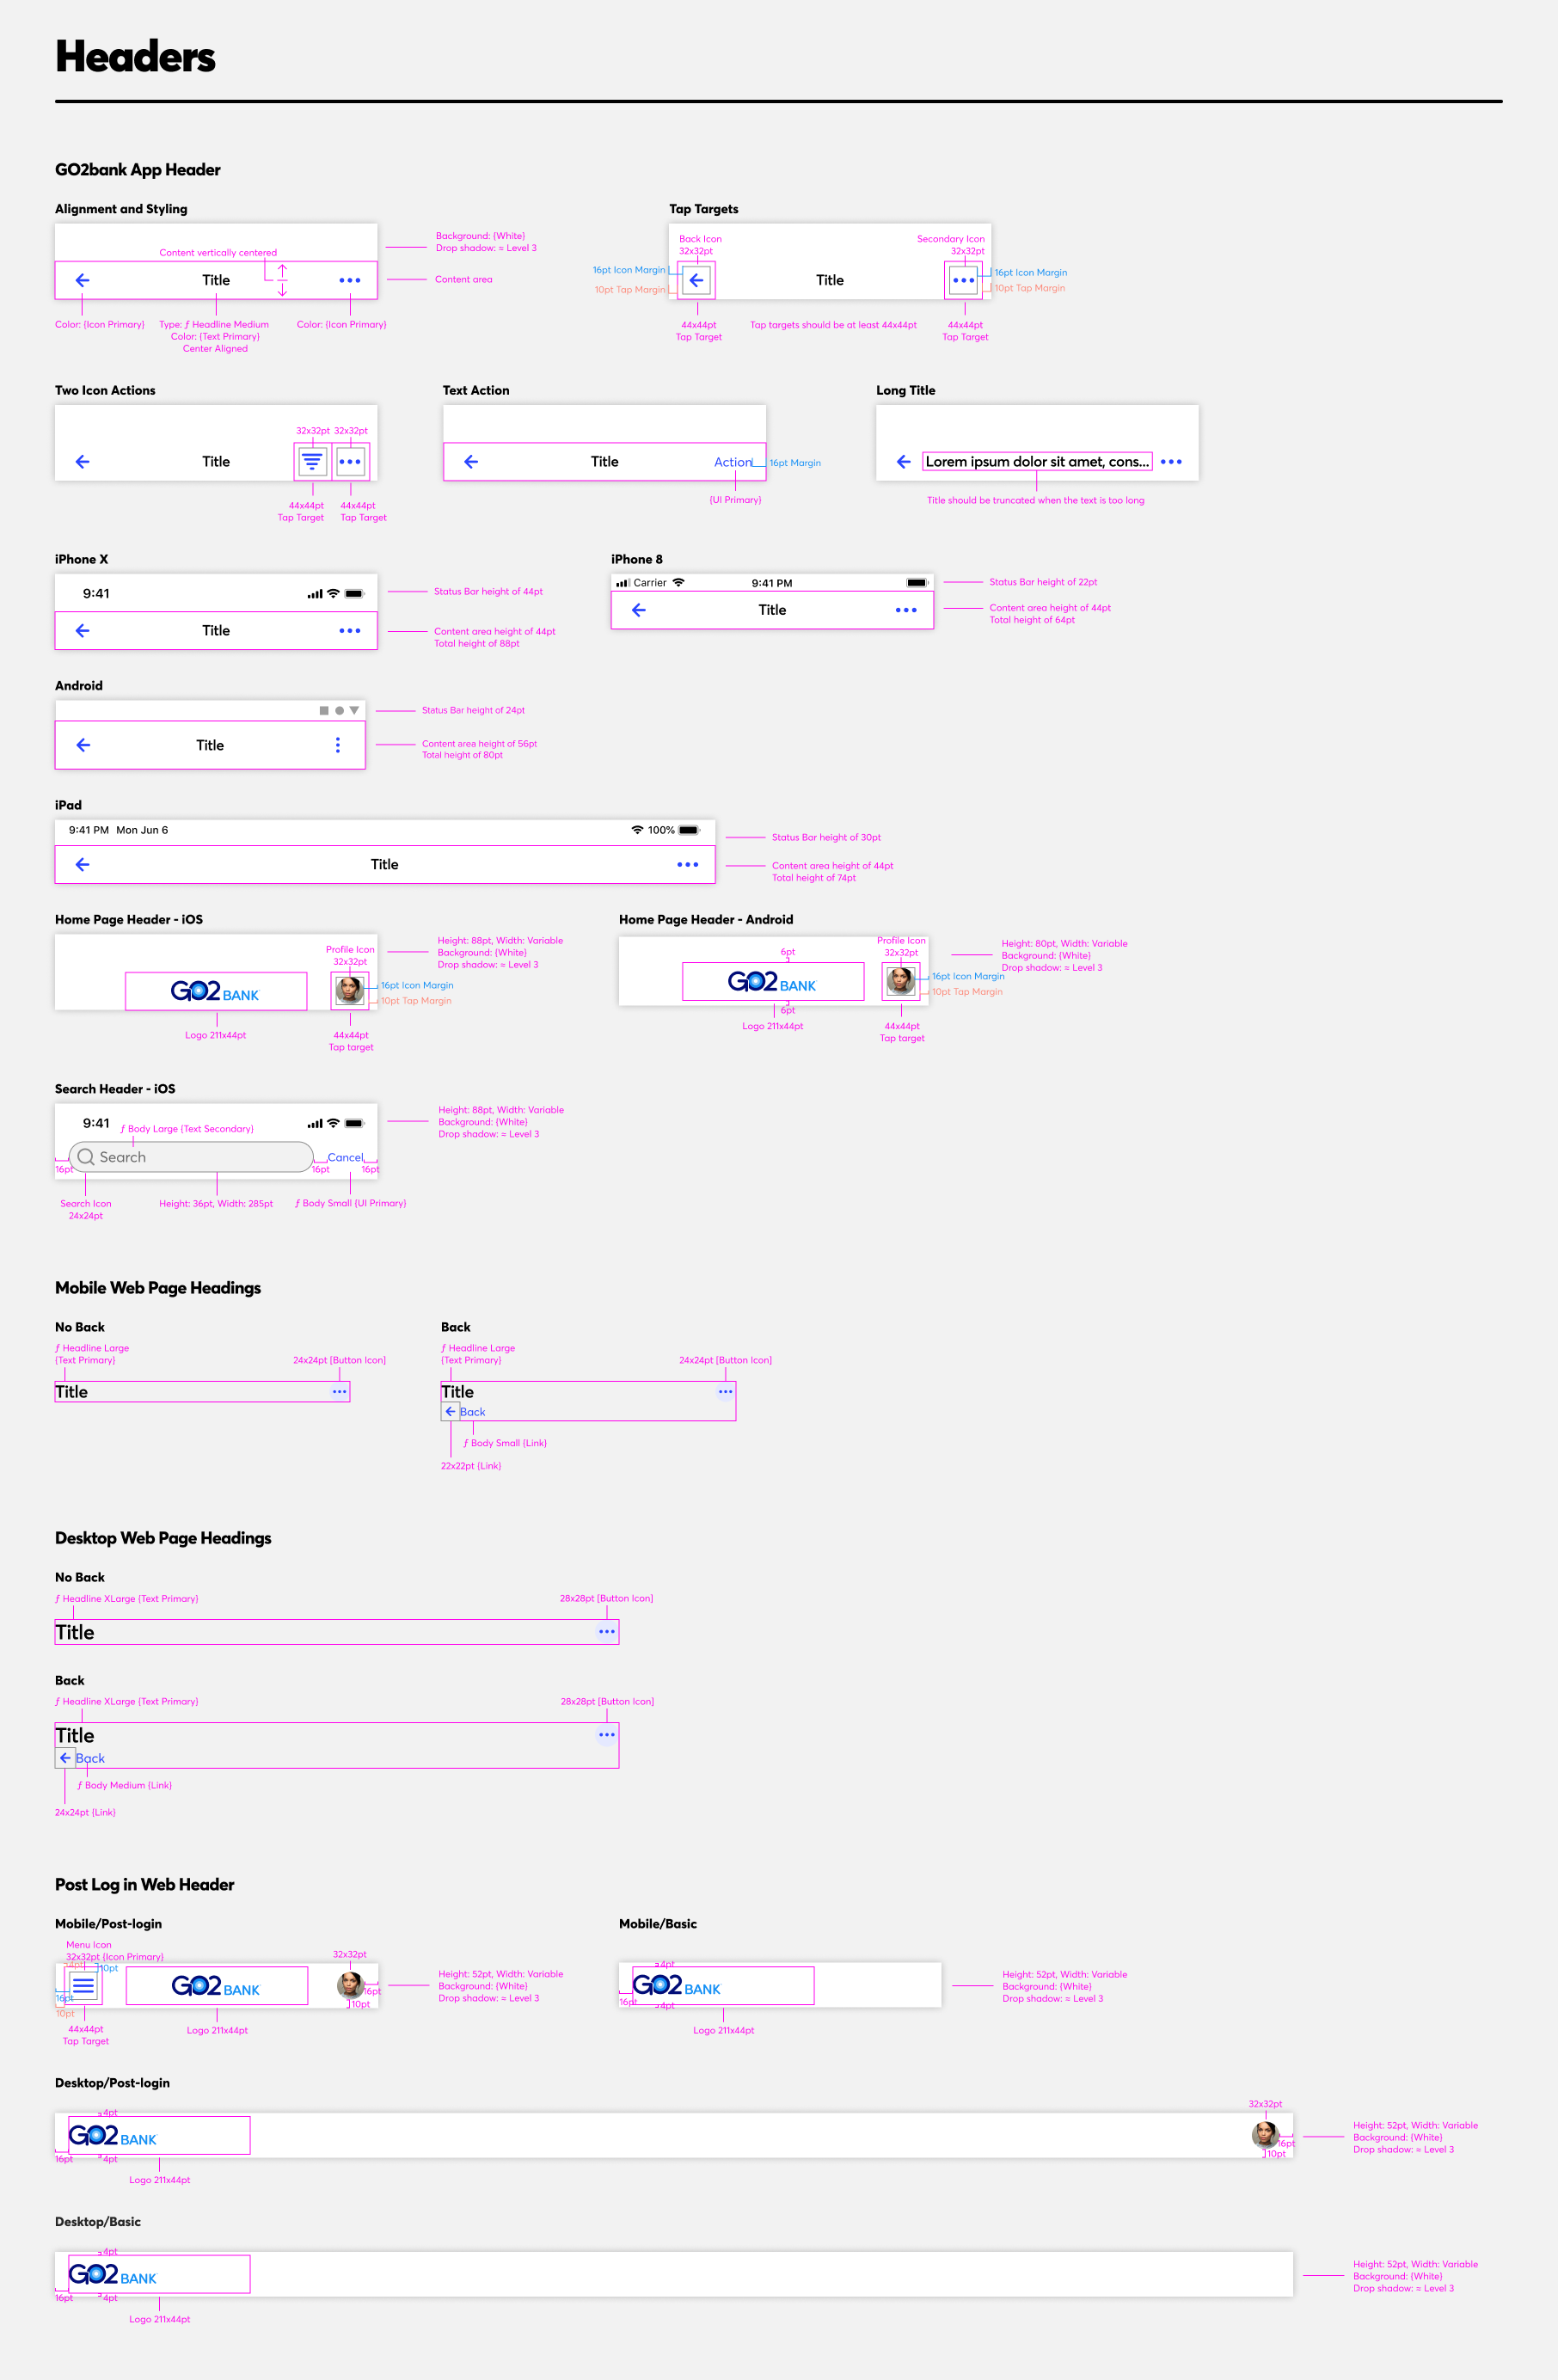 Headers
GO2bank App Header
Alignment and Styling
Content vertically centered
Title
Background: {White}
Drop shadow: = Level 3
Content area
Color: {Icon Primary}
Type: ƒ Headline Medium
Color: {Text Primary}
Center Aligned
Color: {Icon Primary}
Tap Targets
Back Icon
32x32pt
Secondary Icon
32x32pt
16pt Icon Margin
10pt Tap Margin
Title
16pt Icon Margin
10pt Tap Margin
44x44pt
Tap Target
Tap targets should be at least 44x44pt
44x44pt
Tap Target
Two Icon Actions
32x32pt 32x32pt
Title
44x44pt
Tap Target
44x44pt
Tap Target
Text Action
Title
Action
16pt Margin
{UI Primary}
Long Title
Lorem ipsum dolor sit amet, cons...
Title should be truncated when the text is too long
iPhone X
9:41
Title
Status Bar height of 44pt
Content area height of 44pt
Total height of 88pt
iPhone 8
Carrier
9:41 PM
Title
Status Bar height of 22pt
Content area height of 44pt
Total height of 64pt
Android
Title
Status Bar height of 24pt
Content area height of 56pt
Total height of 80pt
iPad
9:41 PM Mon Jun 6
100%
Title
Status Bar height of 30pt
Content area height of 44pt
Total height of 74pt
Home Page Header - iOS
Profile Icon
32x32pt
GO2 BANK
Height: 88pt, Width: Variable
Background: {White}
Drop shadow: = Level 3
16pt Icon Margin
10pt Tap Margin
Logo 211x44pt
44x44pt
Tap target
Home Page Header - Android
6pt
Profile Icon
32x32pt
GO2 BANK
6pt
Height: 80pt, Width: Variable
Background: {White}
Drop shadow: = Level 3
16pt Icon Margin
10pt Tap Margin
Logo 211x44pt
44x44pt
Tap target
Search Header - iOS
9:41
ƒ Body Large {Text Secondary}
Search
Cancel
16pt
16pt
16pt
Height: 88pt, Width: Variable
Background: {White}
Drop shadow: = Level 3
Search Icon
24x24pt
Height: 36pt, Width: 285pt
ƒ Body Small {UI Primary}
Mobile Web Page Headings
No Back
ƒ Headline Large
{Text Primary}
24x24pt [Button Icon]
Title
Back
ƒ Headline Large
{Text Primary}
24x24pt [Button Icon]
Title
Back
ƒ Body Small {Link}
22x22pt {Link}
Desktop Web Page Headings
No Back
ƒ Headline XLarge {Text Primary}
28x28pt [Button Icon]
Title
Back
ƒ Headline XLarge {Text Primary}
28x28pt [Button Icon]
Title
Back
ƒ Body Medium {Link}
24x24pt {Link}
Post Log in Web Header
Mobile/Post-login
Menu Icon
32x32pt {Icon Primary}
10pt
16pt
10pt
GO2 BANK
32x32pt
16pt
10pt
Height: 52pt, Width: Variable
Background: {White}
Drop shadow: = Level 3
44x44pt
Tap Target
Logo 211x44pt
Mobile/Basic
4pt
GO2 BANK
16pt
4pt
Height: 52pt, Width: Variable
Background: {White}
Drop shadow: = Level 3
Logo 211x44pt
Desktop/Post-login
4pt
GO2 BANK
16pt
4pt
32x32pt
16pt
10pt
Height: 52pt, Width: Variable
Background: {White}
Drop shadow: = Level 3
Logo 211x44pt
Desktop/Basic
4pt
GO2 BANK
16pt
4pt
Height: 52pt, Width: Variable
Background: {White}
Drop shadow: = Level 3
Logo 211x44pt